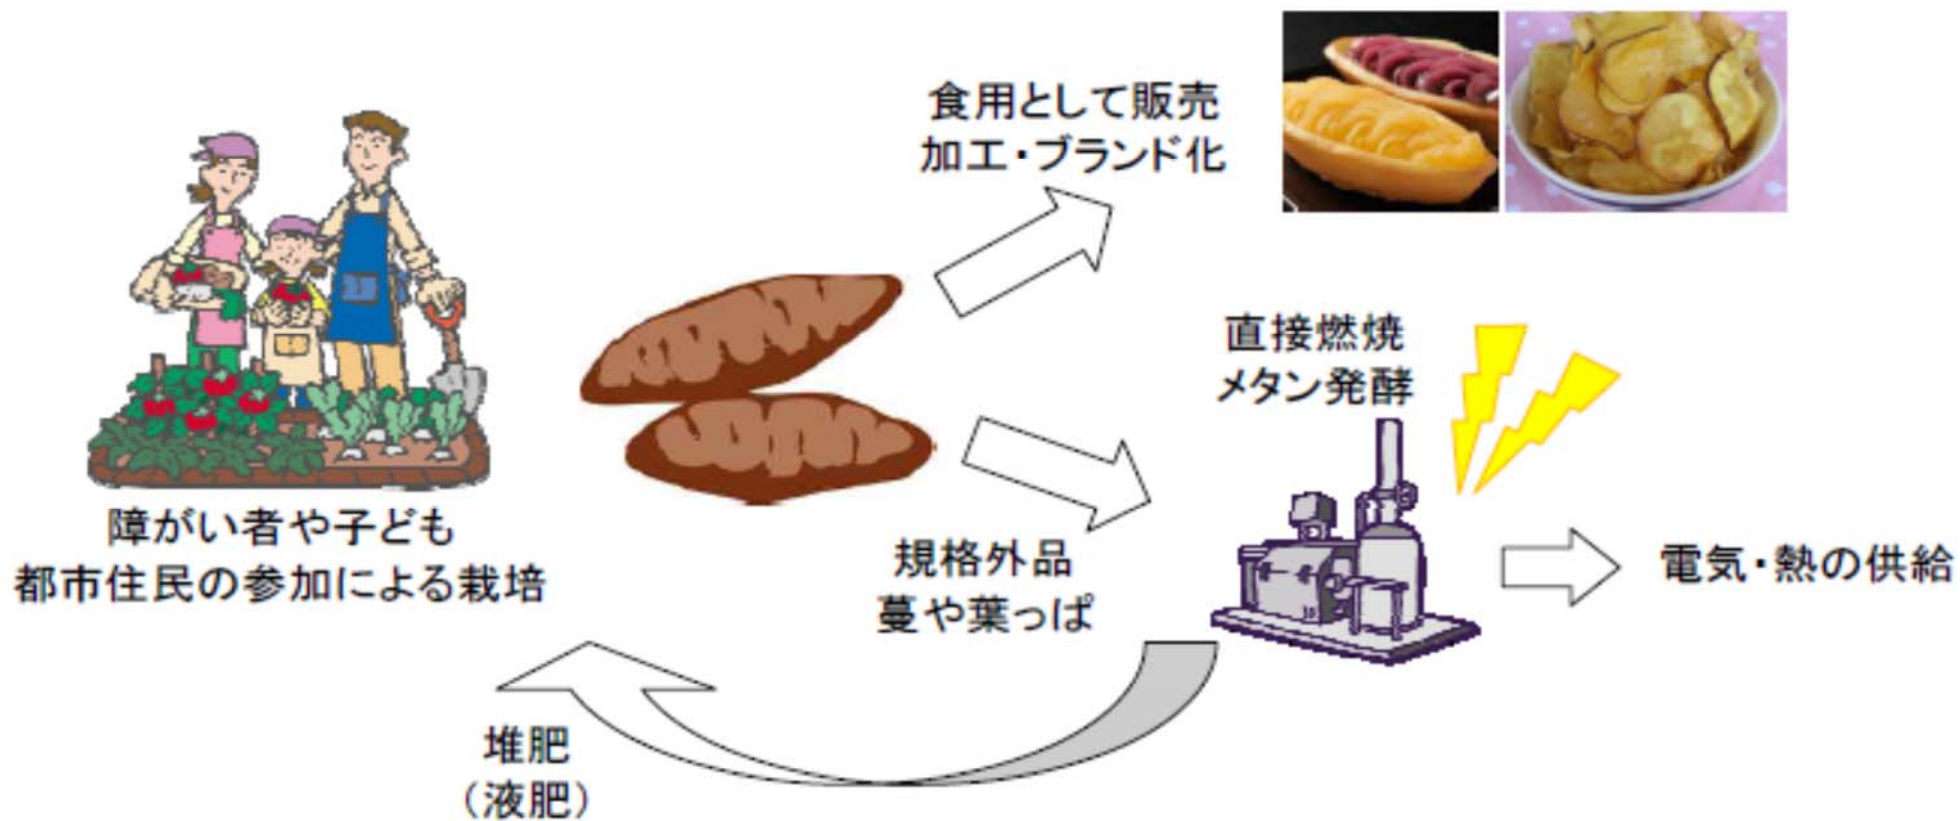 食用として販売
加工・ブランド化
直接燃焼
メタン発酵
障がい者や子ども
都市住民の参加による栽培
規格外品
蔓や葉っぱ
電気・熱の供給
堆肥
（液肥）